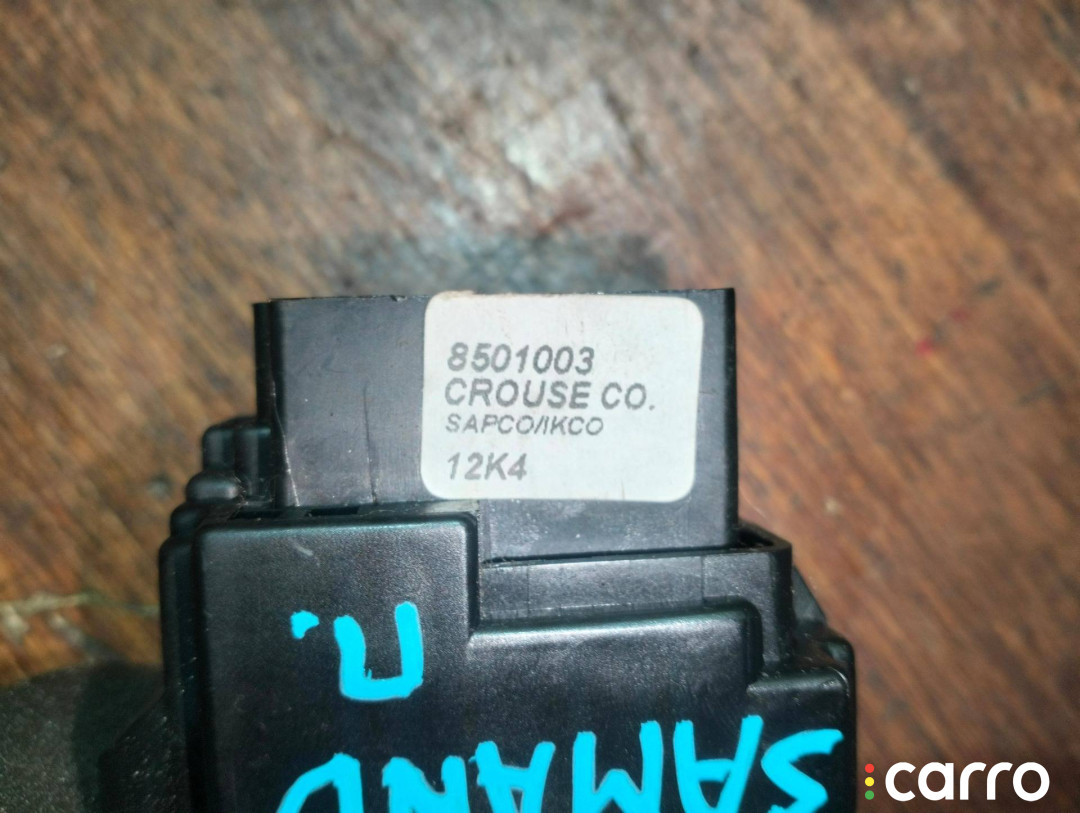 8501003
CROUSE CO.
SAPCO/IKCO
12K4
П.
SAMAND
carro